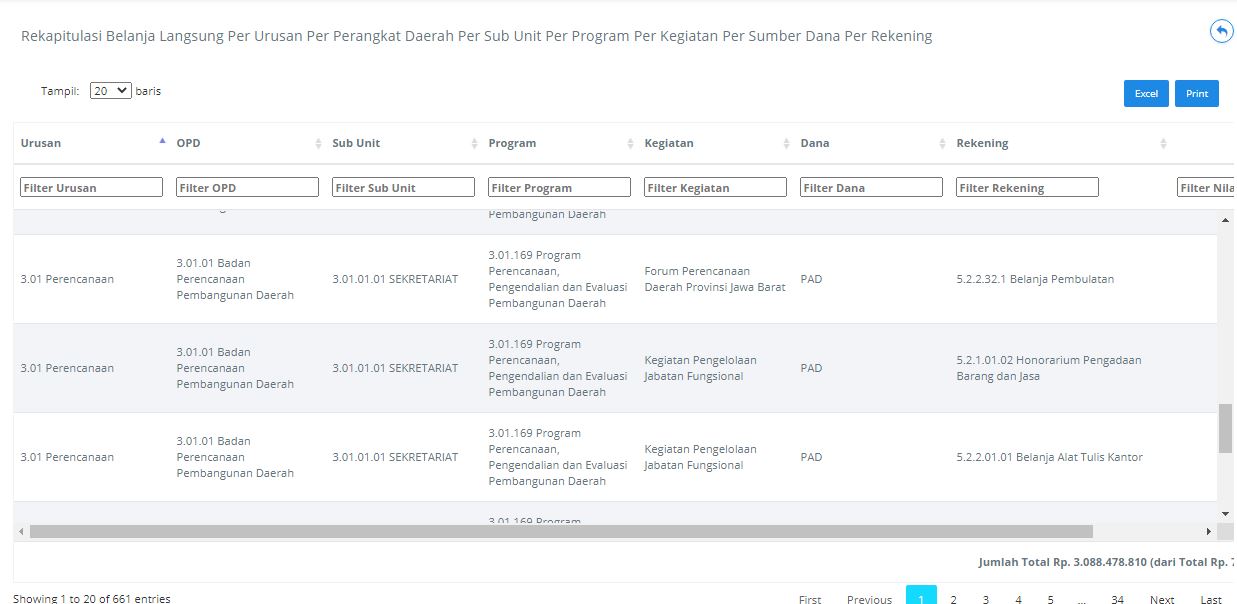 Rekapitulasi Belanja Langsung Per Urusan Per Perangkat Daerah Per Sub Unit Per Program Per Kegiatan Per Sumber Dana Per Rekening
Tampil: 20 baris
Excel Print
Urusan OPD Sub Unit Program Kegiatan Dana Rekening
Filter Urusan Filter OPD Filter Sub Unit Filter Program Filter Kegiatan Filter Dana Filter Rekening Filter Nila
Pembangunan Daerah
3.01 Perencanaan
3.01.01 Badan
Perencanaan
Pembangunan Daerah
3.01.01.01 SEKRETARIAT
3.01.169 Program
Perencanaan,
Pengendalian dan Evaluasi
Pembangunan Daerah
Forum Perencanaan
Daerah Provinsi Jawa Barat
PAD
5.2.2.32.1 Belanja Pembulatan
3.01 Perencanaan
3.01.01 Badan
Perencanaan
Pembangunan Daerah
3.01.01.01 SEKRETARIAT
3.01.169 Program
Perencanaan,
Pengendalian dan Evaluasi
Pembangunan Daerah
Kegiatan Pengelolaan
Jabatan Fungsional
PAD
5.2.1.01.02 Honorarium Pengadaan
Barang dan Jasa
3.01 Perencanaan
3.01.01 Badan
Perencanaan
Pembangunan Daerah
3.01.01.01 SEKRETARIAT
3.01.169 Program
Perencanaan,
Pengendalian dan Evaluasi
Pembangunan Daerah
Kegiatan Pengelolaan
Jabatan Fungsional
PAD
5.2.2.01.01 Belanja Alat Tulis Kantor
3.01.169 Program
Jumlah Total Rp. 3.088.478.810 (dari Total Rp.
Showing 1 to 20 of 661 entries
First Previous 1 2 3 4 5 ... 34 Next Last